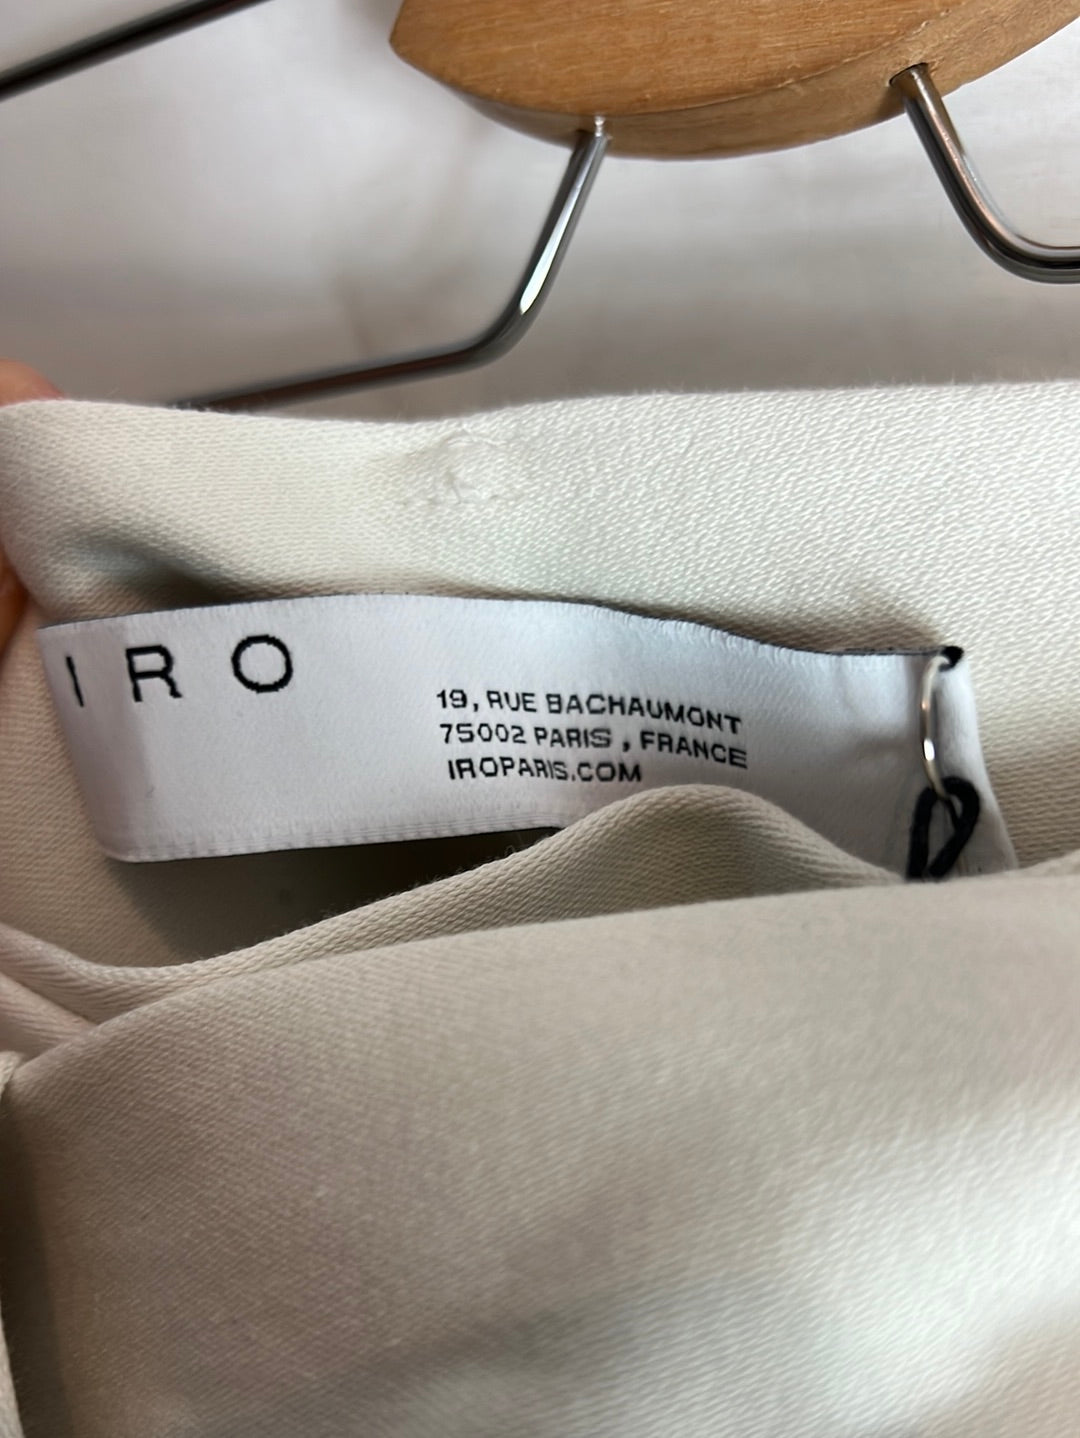 IRO
19, RUE BACHAUMONT
75002 PARIS , FRANCE
IROPARIS.COM